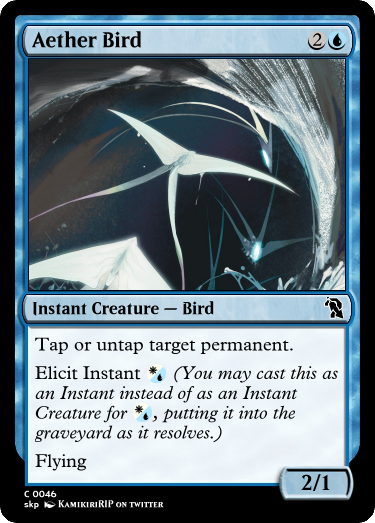 Aether Bird 2
Instant Creature — Bird
Tap or untap target permanent.
Elicit Instant (You may cast this as
an Instant instead of as an Instant
Creature for , putting it into the
graveyard as it resolves.)
Flying
2/1
C 0046
skp KamikiriRIP on twitter